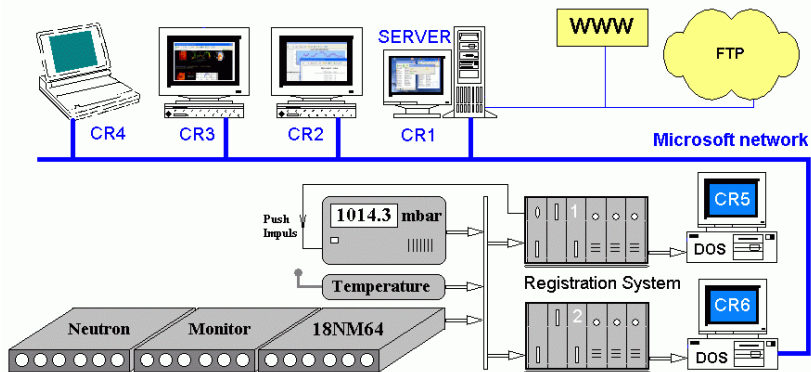 WWW
FTP
SERVER
CR4
CR3
CR2
CR1
Microsoft network
Push
Impuls
1014.3 mbar
1
CR5
DOS
Temperature
Registration System
Neutron Monitor 18NM64
2
CR6
DOS